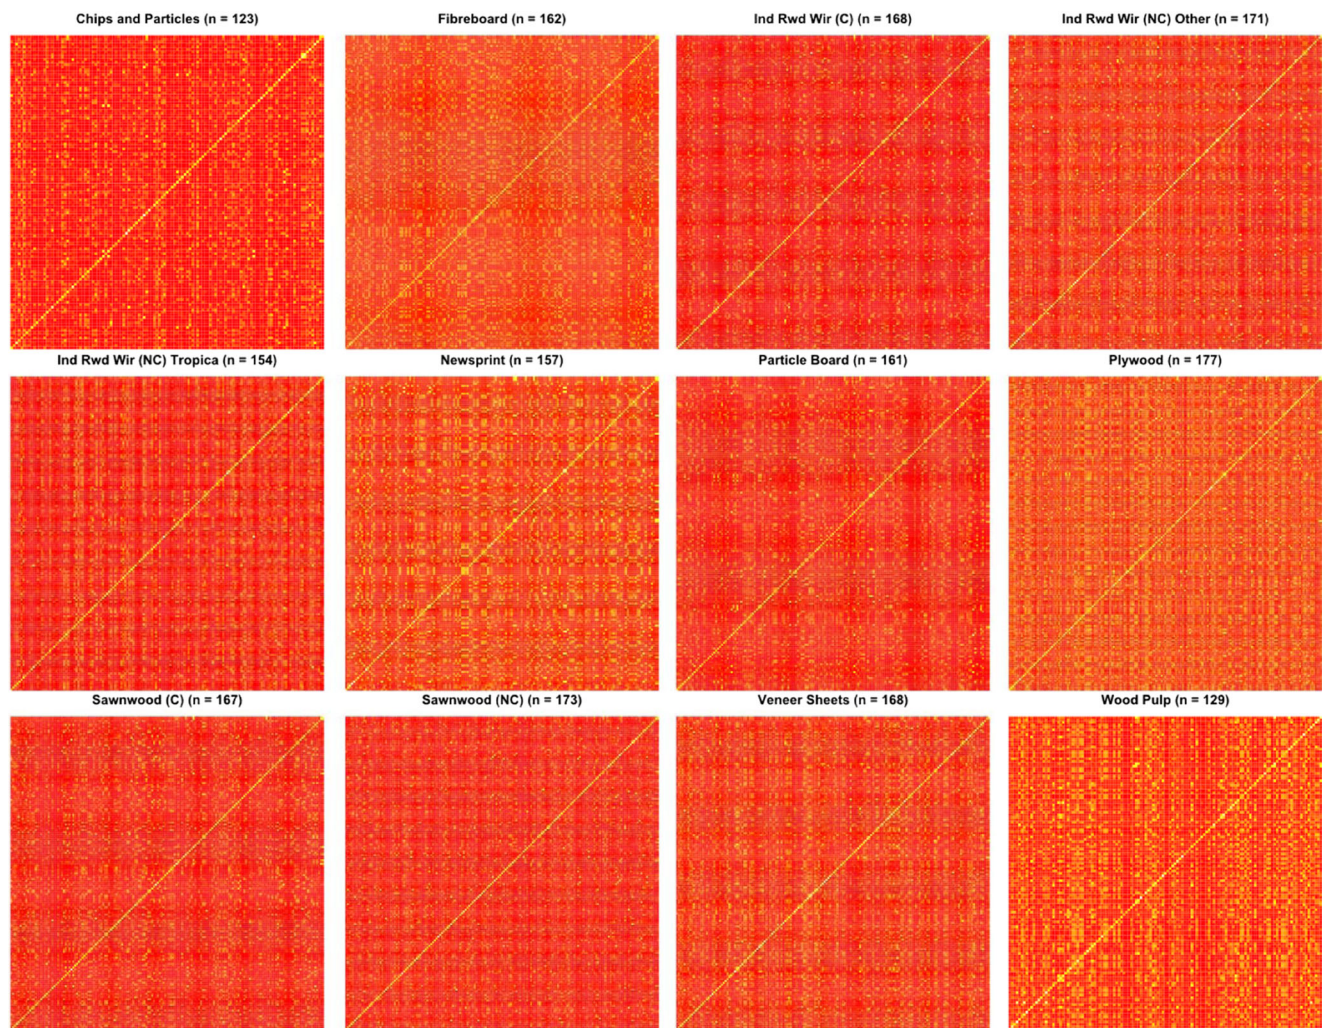 Chips and Particles (n = 123)
Fibreboard (n = 162)
Ind Rwd Wir (C) (n = 168)
Ind Rwd Wir (NC) Other (n = 171)
Ind Rwd Wir (NC) Tropica (n = 154)
Newsprint (n = 157)
Particle Board (n = 161)
Plywood (n = 177)
Sawnwood (C) (n = 167)
Sawnwood (NC) (n = 173)
Veneer Sheets (n = 168)
Wood Pulp (n = 129)